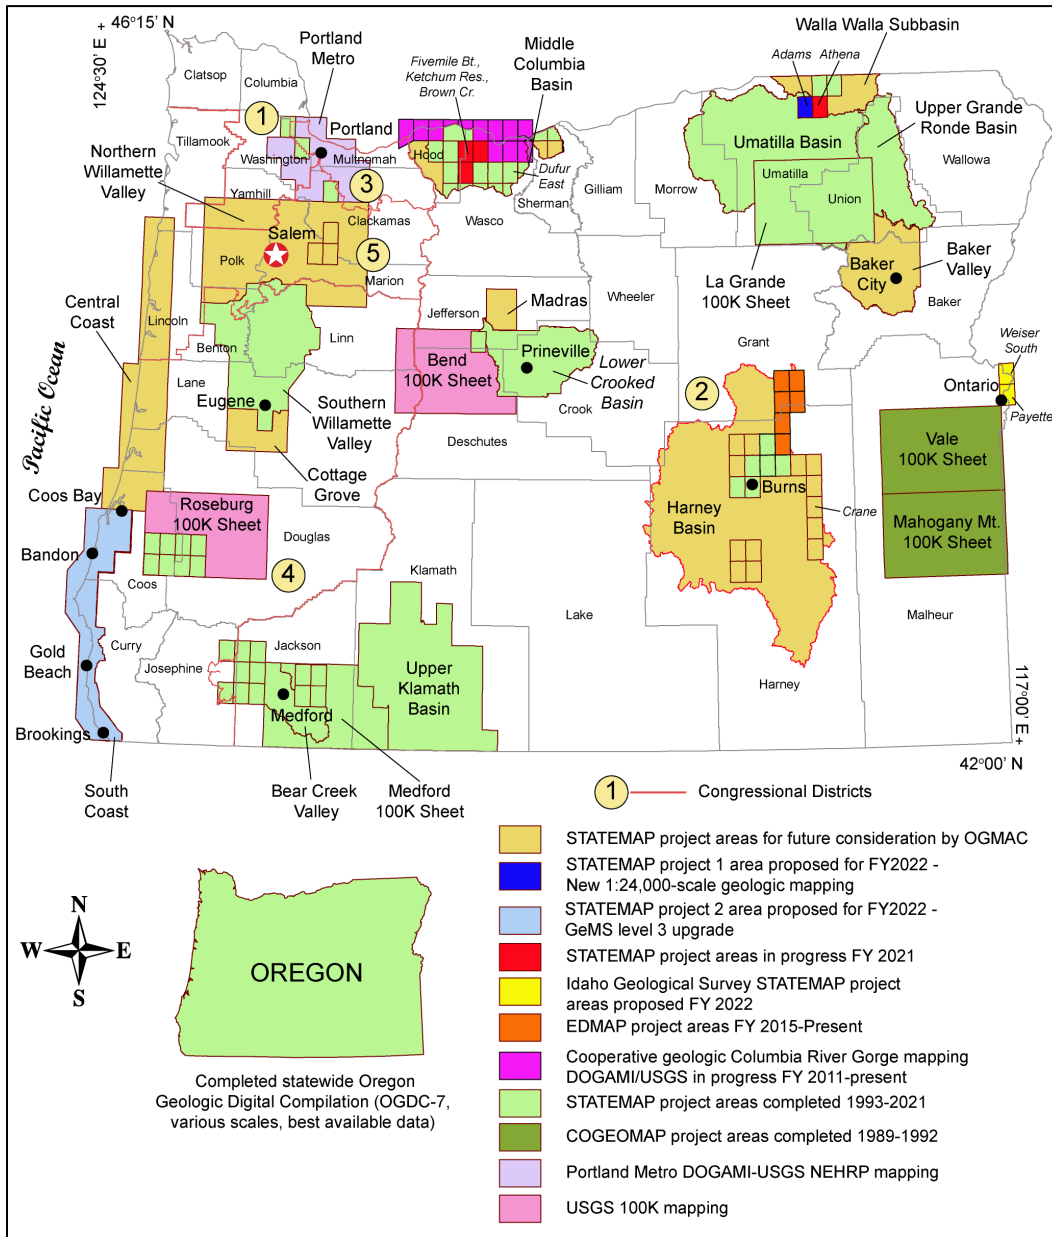 46°15' N
124°30' E
Portland
Metro
Clatsop
Columbia
Fivemile Bt.,
Ketchum Res.,
Brown Cr.
Middle
Columbia
Basin
Walla Walla Subbasin
Adams
Athena
1
Tillamook
Portland
Washington
Multnomah
Hood
Dufur
East
Sherman
Gilliam
Morrow
Umatilla Basin
Umatilla
Union
Upper Grande
Ronde Basin
Wallowa
Northern
Willamette
Valley
Yamhill
3
Clackamas
Wasco
Salem
Polk
5
Marion
La Grande
100K Sheet
Baker
City
Baker
Valley
Baker
Central
Coast
Lincoln
Benton
Linn
Jefferson
Madras
Wheeler
Grant
Weiser
South
Pacific Ocean
Bend
100K Sheet
Prineville
Lower
Crooked
Basin
Crook
Lane
Eugene
Southern
Willamette
Valley
2
Ontario
Payette
Deschutes
Cottage
Grove
Vale
100K Sheet
Coos Bay
Roseburg
100K Sheet
Burns
Harney
Basin
Crane
Mahogany Mt.
100K Sheet
Bandon
Douglas
4
Coos
Klamath
Lake
Malheur
Curry
Gold
Beach
Josephine
Jackson
Upper
Klamath
Basin
Harney
Medford
Brookings
117°00' E
42°00' N
South
Coast
Bear Creek
Valley
Medford
100K Sheet
1 Congressional Districts
STATEMAP project areas for future consideration by OGMAC
STATEMAP project 1 area proposed for FY2022 -
New 1:24,000-scale geologic mapping
STATEMAP project 2 area proposed for FY2022 -
GeMS level 3 upgrade
STATEMAP project areas in progress FY 2021
Idaho Geological Survey STATEMAP project
areas proposed FY 2022
EDMAP project areas FY 2015-Present
Cooperative geologic Columbia River Gorge mapping
DOGAMI/USGS in progress FY 2011-present
STATEMAP project areas completed 1993-2021
COGEOMAP project areas completed 1989-1992
Portland Metro DOGAMI-USGS NEHRP mapping
USGS 100K mapping
N
W E
S
OREGON
Completed statewide Oregon
Geologic Digital Compilation (OGDC-7,
various scales, best available data)